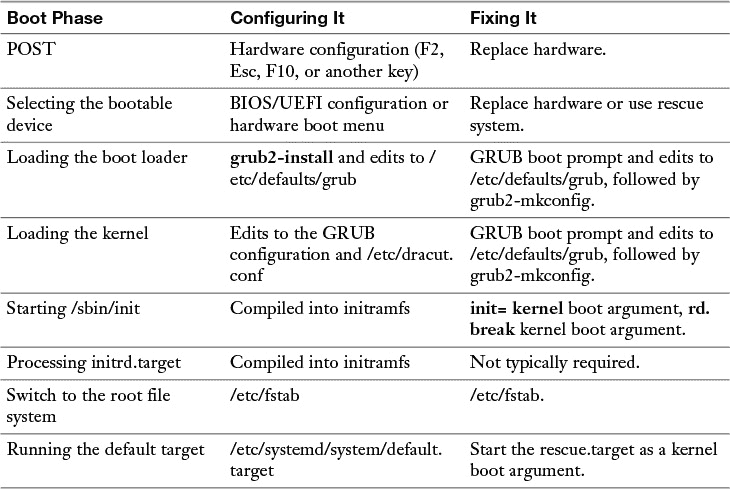 Boot Phase Configuring It Fixing It
POST Hardware configuration (F2, Replace hardware.
Esc, F10, or another key)
Selecting the bootable BIOS/UEFI configuration or Replace hardware or use rescue
device hardware boot menu system.
Loading the boot loader grub2-install and edits to / GRUB boot prompt and edits to
etc/defaults/grub /etc/defaults/grub, followed by
grub2-mkconfig.
Loading the kernel Edits to the GRUB GRUB boot prompt and edits to
configuration and /etc/dracut. /etc/defaults/grub, followed by
conf grub2-mkconfig.
Starting /sbin/init Compiled into initramfs init= kernel boot argument, rd.
break kernel boot argument.
Processing initrd.target Compiled into initramfs Not typically required.
Switch to the root file /etc/fstab /etc/fstab.
system
Running the default target /etc/systemd/system/default. Start the rescue.target as a kernel
target boot argument.